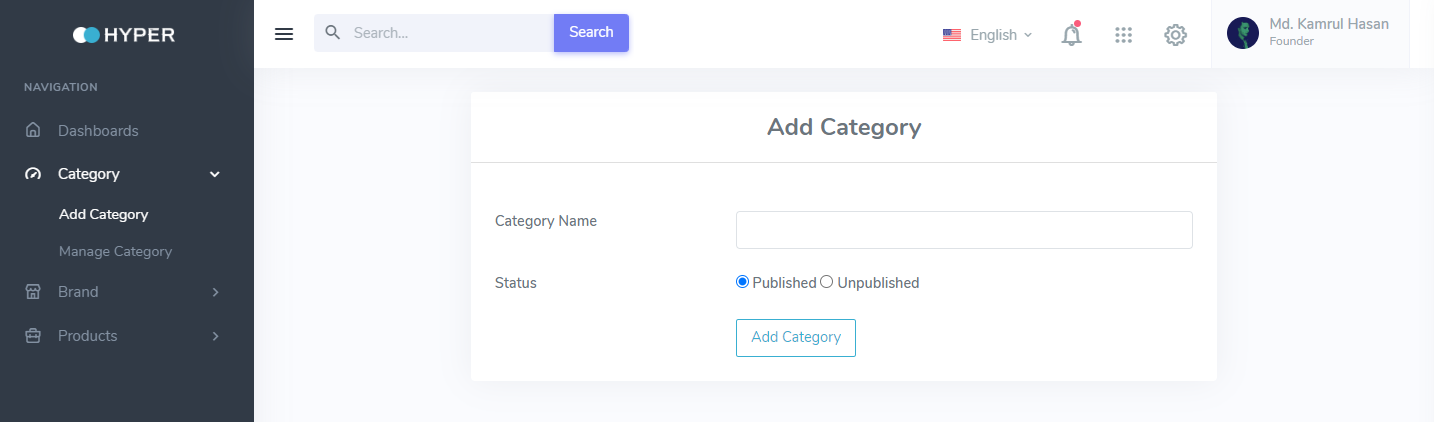 HYPER
Search...
Search
English
Md. Kamrul Hasan
Founder
NAVIGATION
Dashboards
Category
Add Category
Manage Category
Brand
Products
Add Category
Category Name
Status
Published Unpublished
Add Category